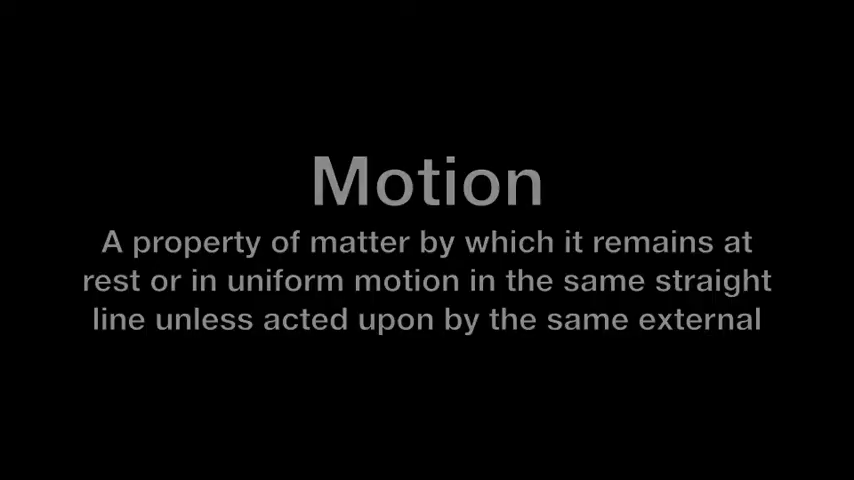 Motion
A property of matter by which it remains at
rest or in uniform motion in the same straight
line unless acted upon by the same external